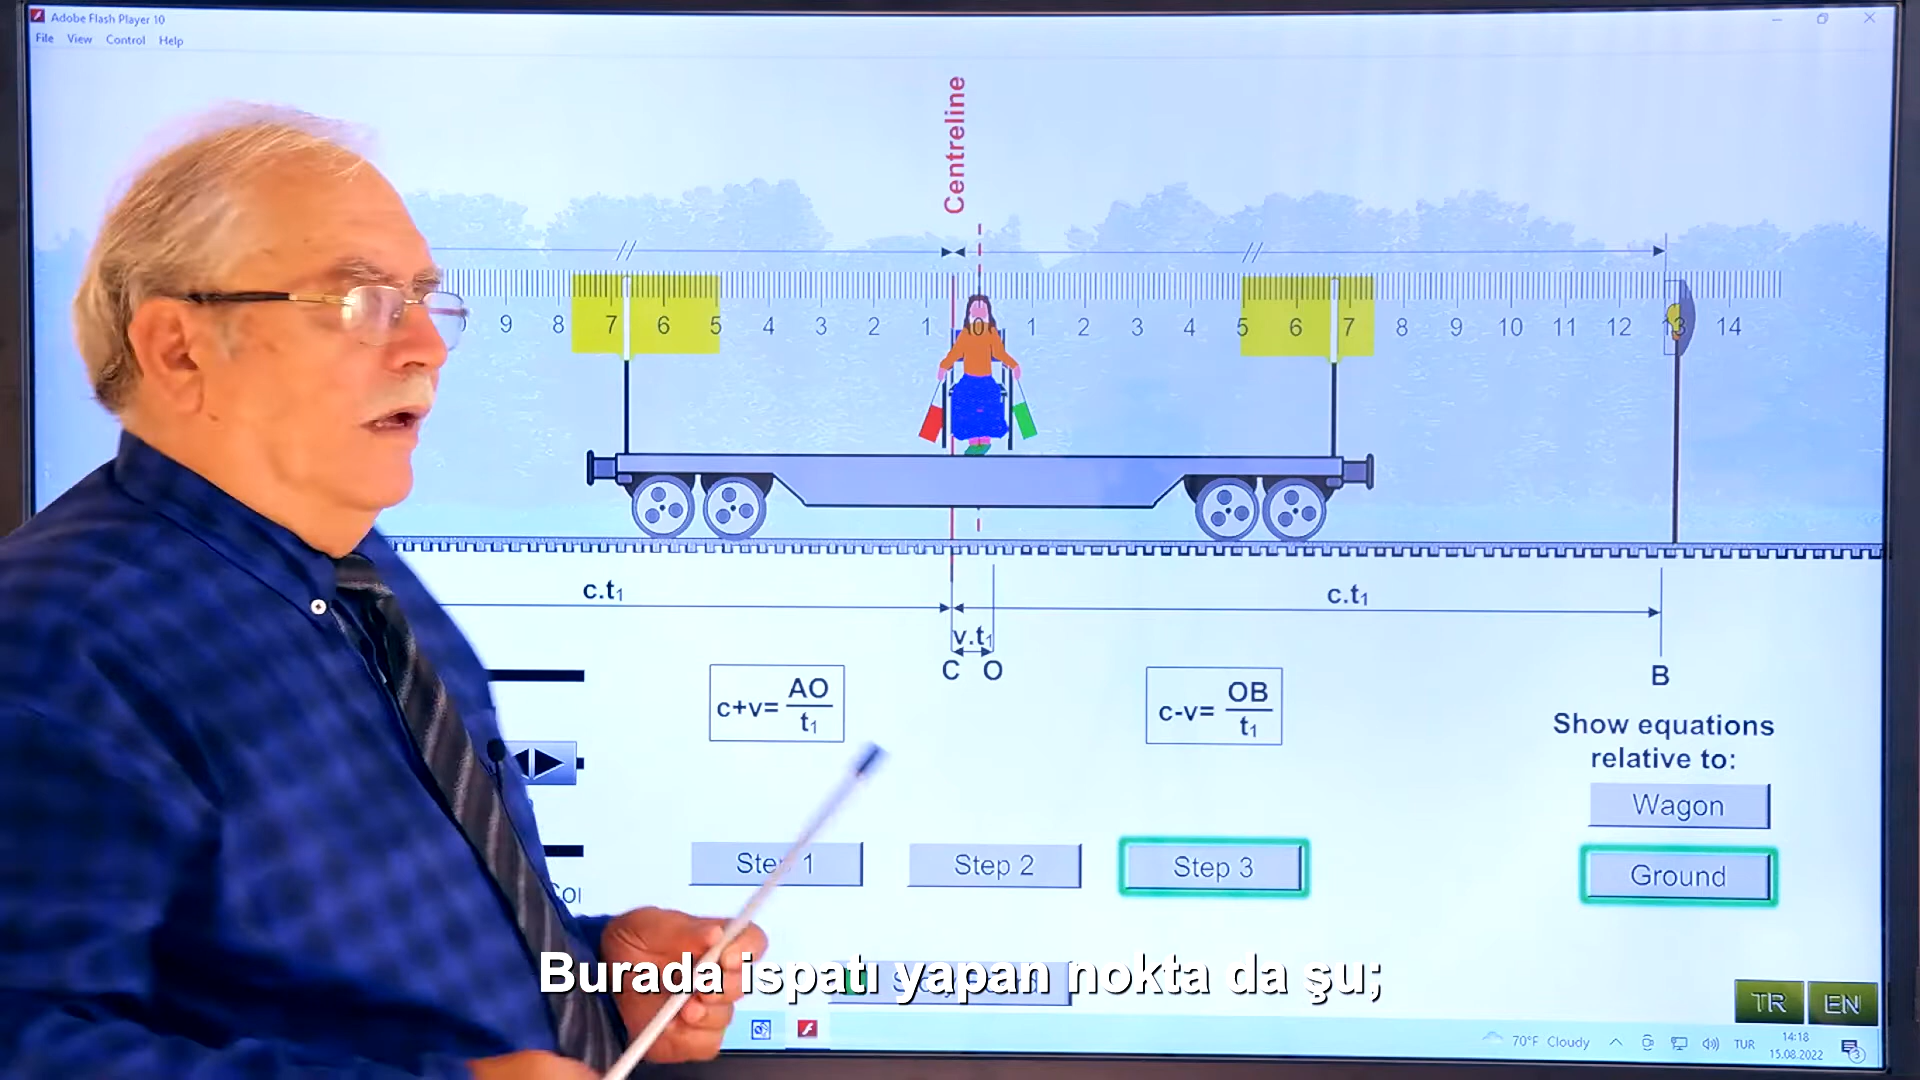 Adobe Flash Player 10
File View Control Help
Centreline
9 8 7 6 5 4 3 2 1 0 1 2 3 4 5 6 7 8 9 10 11 12 13 14
c.t₁
c.t₁
v.t₁
C O
B
c+v= AO
t₁
c-v= OB
t₁
Show equations
relative to:
Wagon
Ground
Step 1
Step 2
Step 3
Burada ispatı yapan nokta da şu;
TR EN
70°F Cloudy
TUR
14:18
15.08.2022
3